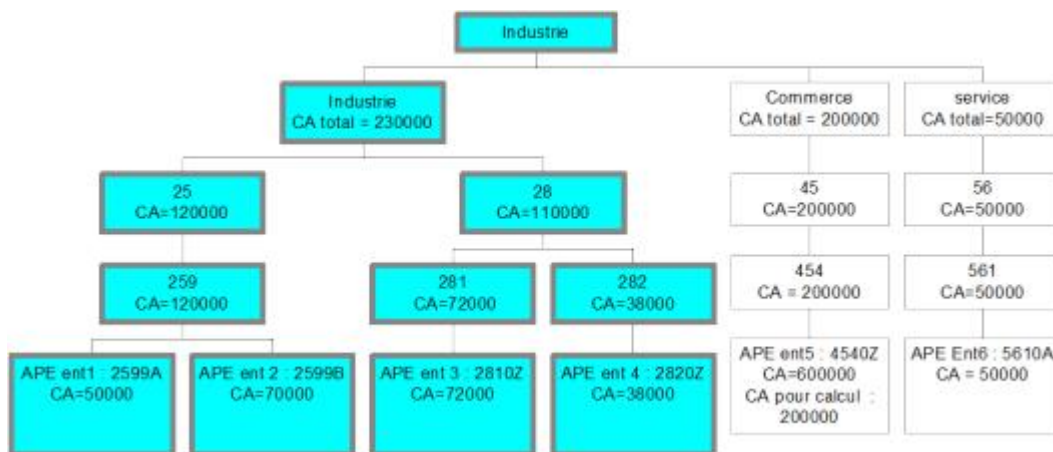 Industrie
Industrie
CA total = 230000
Commerce
CA total = 200000
service
CA total=50000
25
CA=120000
28
CA=110000
45
CA=200000
56
CA=50000
259
CA=120000
281
CA=72000
282
CA=38000
454
CA = 200000
561
CA=50000
APE ent1 : 2599A
CA=50000
APE ent 2 : 2599B
CA=70000
APE ent 3 : 2810Z
CA=72000
APE ent 4 : 2820Z
CA=38000
APE ent5 : 4540Z
CA=600000
CA pour calcul :
200000
APE Ent6 : 5610A
CA = 50000